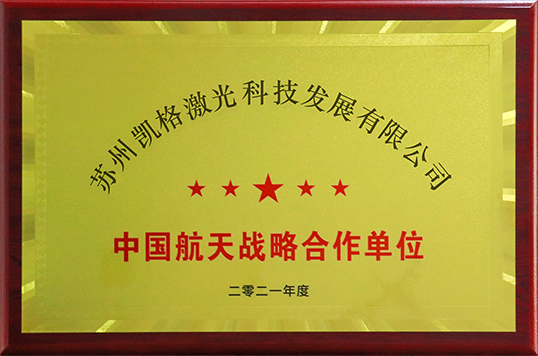 苏州凯格激光科技发展有限公司
中国航天战略合作单位
二零二一年度